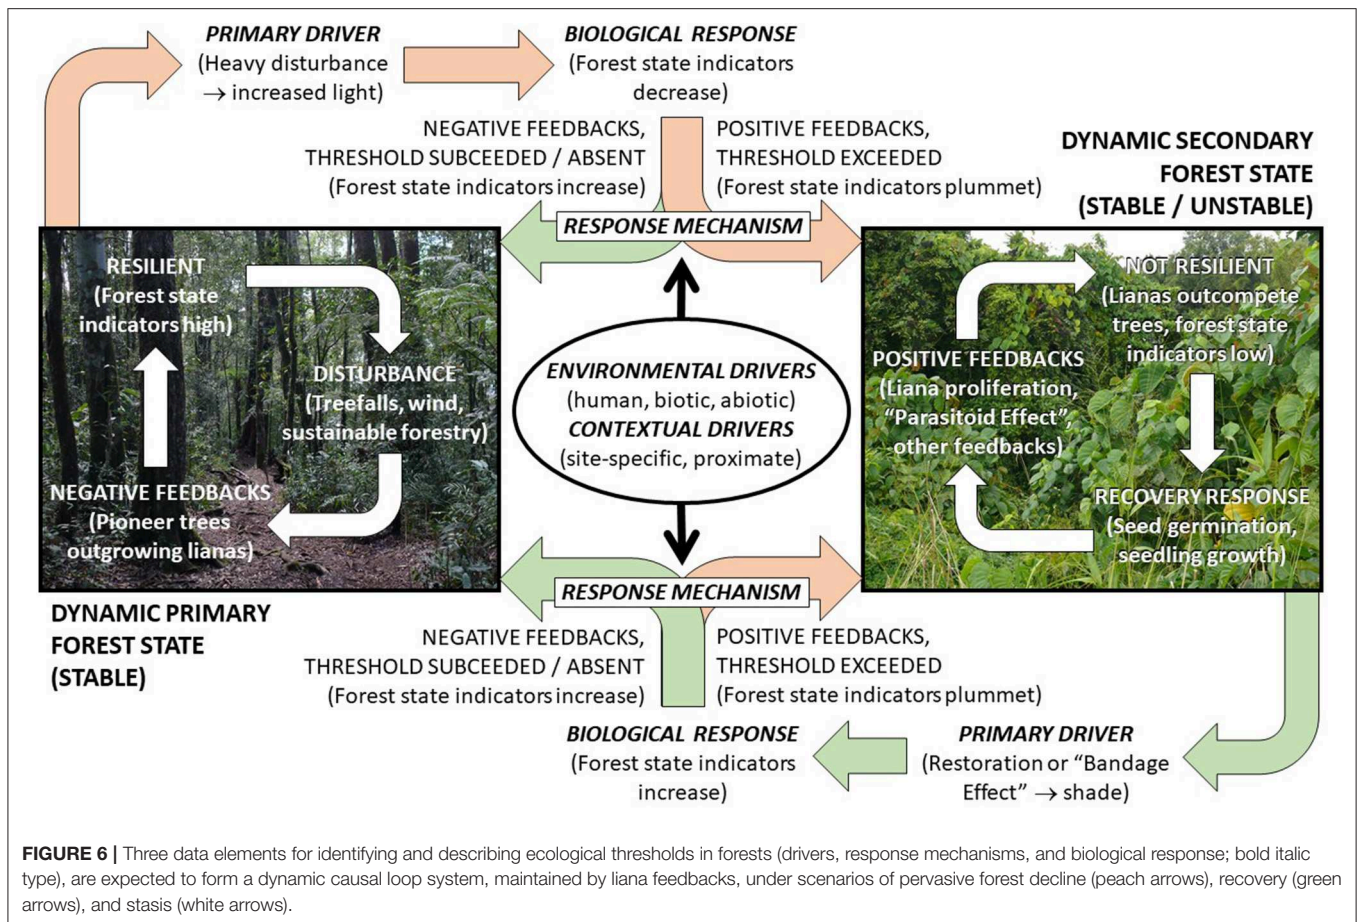 PRIMARY DRIVER
(Heavy disturbance
→ increased light)
BIOLOGICAL RESPONSE
(Forest state indicators
decrease)
NEGATIVE FEEDBACKS,
THRESHOLD SUBCEEDED / ABSENT
(Forest state indicators increase)
POSITIVE FEEDBACKS,
THRESHOLD EXCEEDED
(Forest state indicators plummet)
DYNAMIC SECONDARY
FOREST STATE
(STABLE / UNSTABLE)
RESPONSE MECHANISM
RESILIENT
(Forest state
indicators high)
DISTURBANCE
(Treefalls, wind,
sustainable forestry)
NEGATIVE FEEDBACKS
(Pioneer trees
outgrowing lianas)
ENVIRONMENTAL DRIVERS
(human, biotic, abiotic)
CONTEXTUAL DRIVERS
(site-specific, proximate)
NOT RESILIENT
(Lianas outcompete
trees, forest state
indicators low)
POSITIVE FEEDBACKS
(Liana proliferation,
“Parasitoid Effect”,
other feedbacks)
RECOVERY RESPONSE
(Seed germination,
seedling growth)
RESPONSE MECHANISM
DYNAMIC PRIMARY
FOREST STATE
(STABLE)
NEGATIVE FEEDBACKS,
THRESHOLD SUBCEEDED / ABSENT
(Forest state indicators increase)
POSITIVE FEEDBACKS,
THRESHOLD EXCEEDED
(Forest state indicators plummet)
BIOLOGICAL RESPONSE
(Forest state indicators
increase)
PRIMARY DRIVER
(Restoration or “Bandage
Effect” → shade)
FIGURE 6 | Three data elements for identifying and describing ecological thresholds in forests (drivers, response mechanisms, and biological response; bold italic
type), are expected to form a dynamic causal loop system, maintained by liana feedbacks, under scenarios of pervasive forest decline (peach arrows), recovery (green
arrows), and stasis (white arrows).